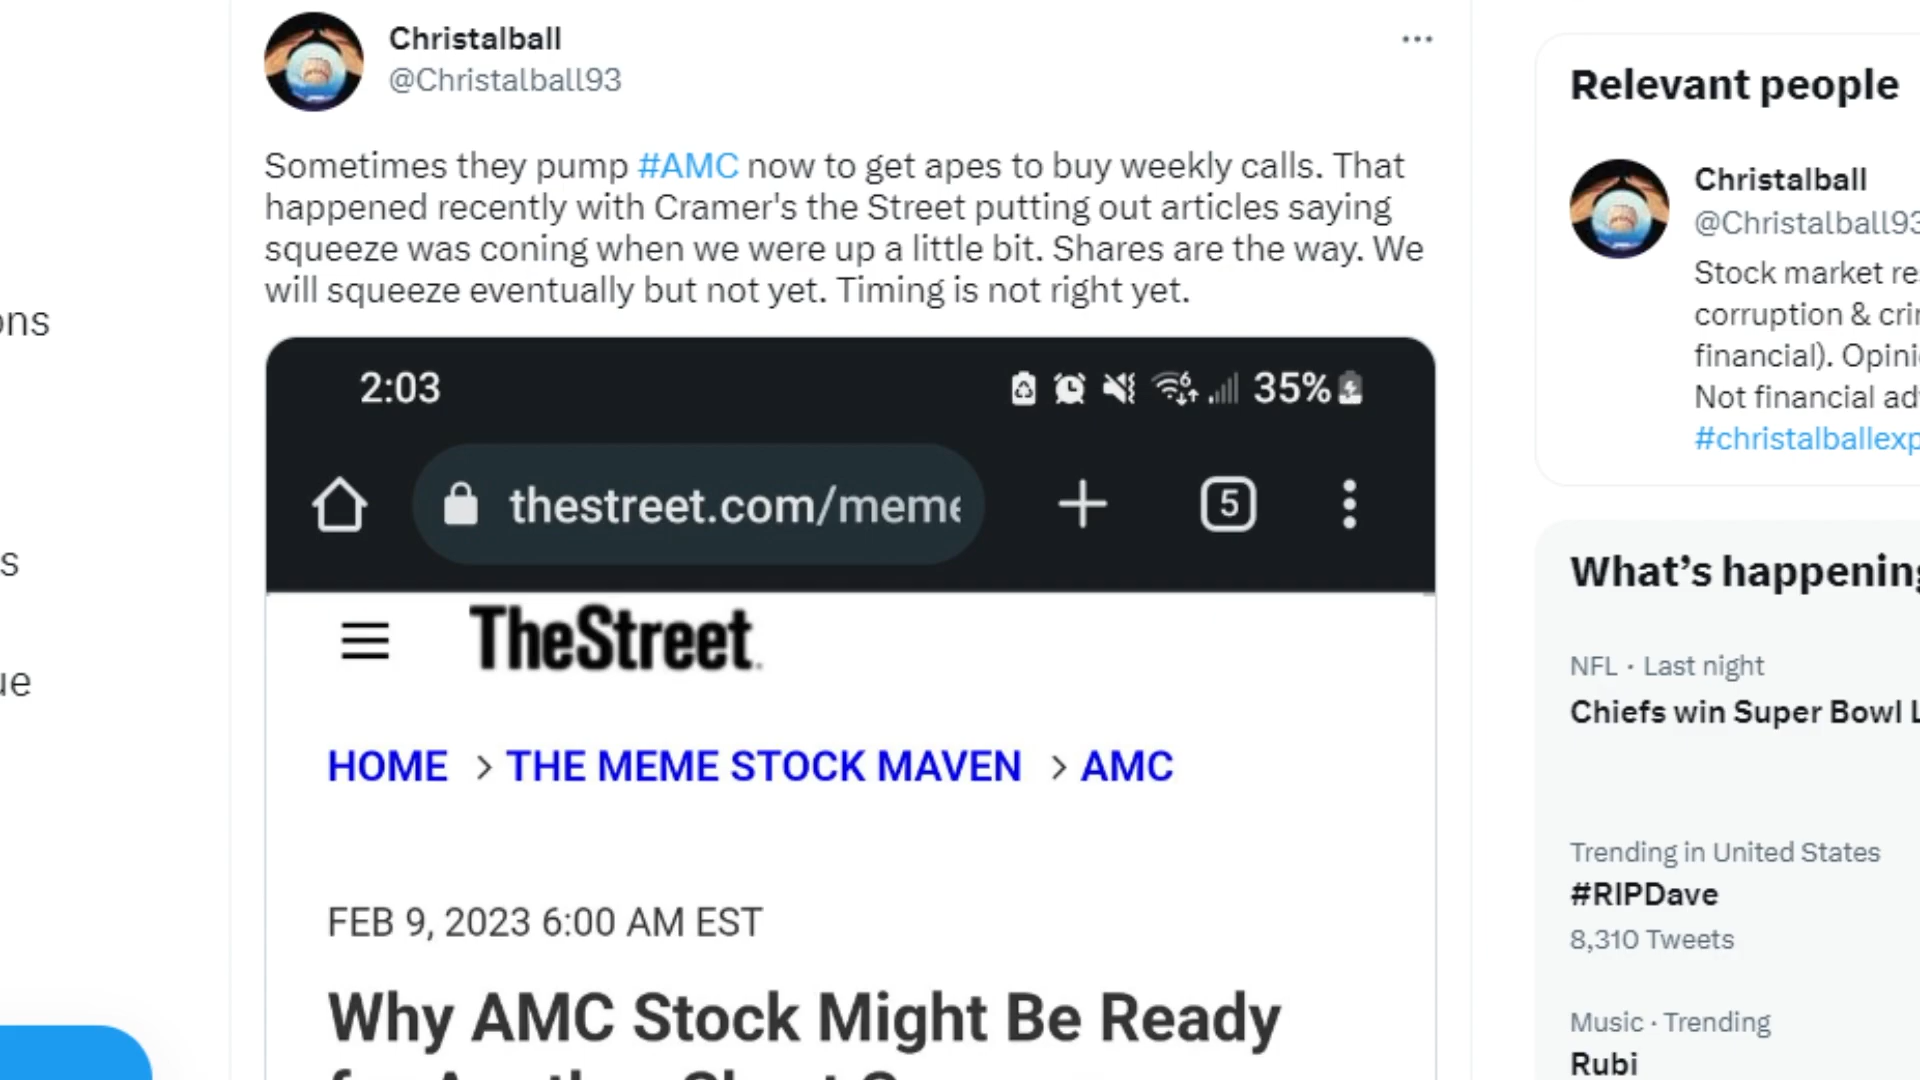 Christalball
@Christalball93
Sometimes they pump #AMC now to get apes to buy weekly calls. That
happened recently with Cramer's the Street putting out articles saying
squeeze was coning when we were up a little bit. Shares are the way. We
will squeeze eventually but not yet. Timing is not right yet.
2:03
35%
thestreet.com/meme
5
TheStreet.
HOME > THE MEME STOCK MAVEN > AMC
FEB 9, 2023 6:00 AM EST
Why AMC Stock Might Be Ready
ons
s
ue
Relevant people
Christalball
@Christalball93
Stock market re
corruption & cri
financial). Opini
Not financial ad
#christalballexp
What's happening
NFL · Last night
Chiefs win Super Bowl L
Trending in United States
#RIPDave
8,310 Tweets
Music · Trending
Rubi